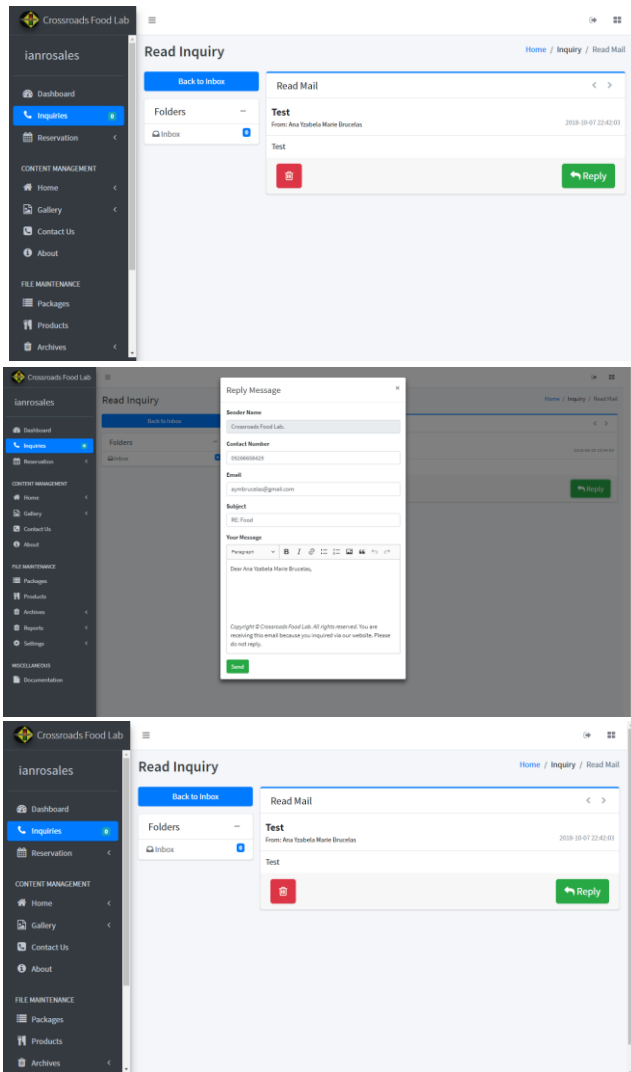 Crossroads Food Lab
ianrosales
Dashboard
Inquiries 0
Reservation
CONTENT MANAGEMENT
Home
Gallery
Contact Us
About
FILE MAINTENANCE
Packages
Products
Archives
Read Inquiry
Home / Inquiry / Read Mail
Back to Inbox
Folders
Inbox 0
Read Mail
Test
From: Ana Yzabela Marie Brucelas
2018-10-07 22:42:03
Test
Reply
Crossroads Food Lab
ianrosales
Dashboard
Inquiries
Reservation
CONTENT MANAGEMENT
Home
Gallery
Contact Us
About
FILE MAINTENANCE
Packages
Products
Archives
Reports
Settings
MISCELLANEOUS
Documentation
Read Inquiry
Home / Inquiry / Read Mail
Back to Inbox
Folders
Inbox
Reply
Reply Message
×
Sender Name
Crossroads Food Lab.
Contact Number
Email
aymbrucelas@gmail.com
Subject
RE: Food
Your Message
Paragraph B I
Dear Ana Yzabela Marie Brucelas,
Copyright © Crossroads Food Lab. All rights reserved. You are
receiving this email because you inquired via our website. Please
do not reply.
Send
Crossroads Food Lab
ianrosales
Dashboard
Inquiries 0
Reservation
CONTENT MANAGEMENT
Home
Gallery
Contact Us
About
FILE MAINTENANCE
Packages
Products
Archives
Read Inquiry
Home / Inquiry / Read Mail
Back to Inbox
Folders
Inbox 0
Read Mail
Test
From: Ana Yzabela Marie Brucelas
2018-10-07 22:42:03
Test
Reply